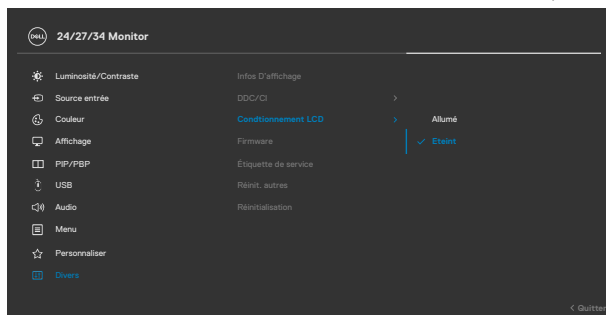 DELL 24/27/34 Monitor
Luminosité/Contraste Infos D'affichage
Source entrée DDC/CI
Couleur Condtionnement LCD Allumé
Affichage Firmware Eteint
PIP/PBP Étiquette de service
USB Réinit. autres
Audio Réinitialisation
Menu
Personnaliser
Divers
Quitter